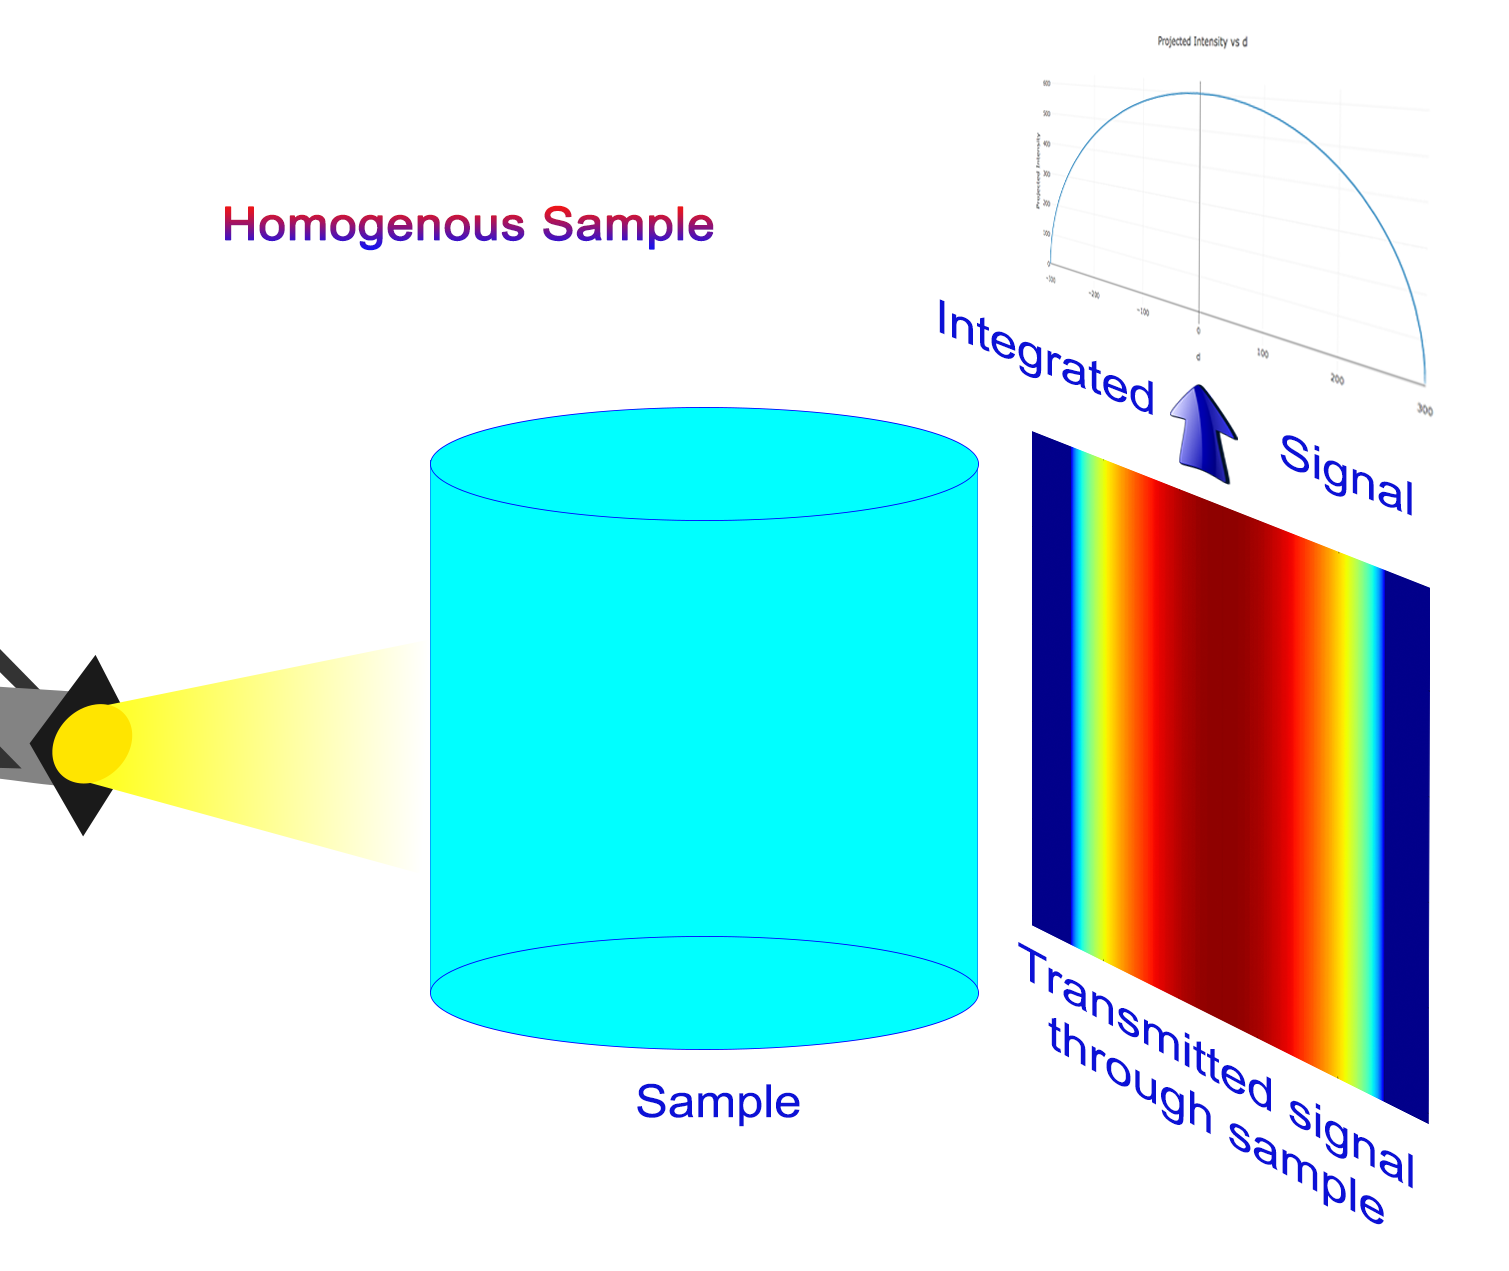 Projected Intensity vs d
600
500
400
300
200
100
0
Projected Intensity
-300
-200
-100
0
100
200
300
d
Homogenous Sample
Integrated
Signal
Sample
Transmitted signal
through sample